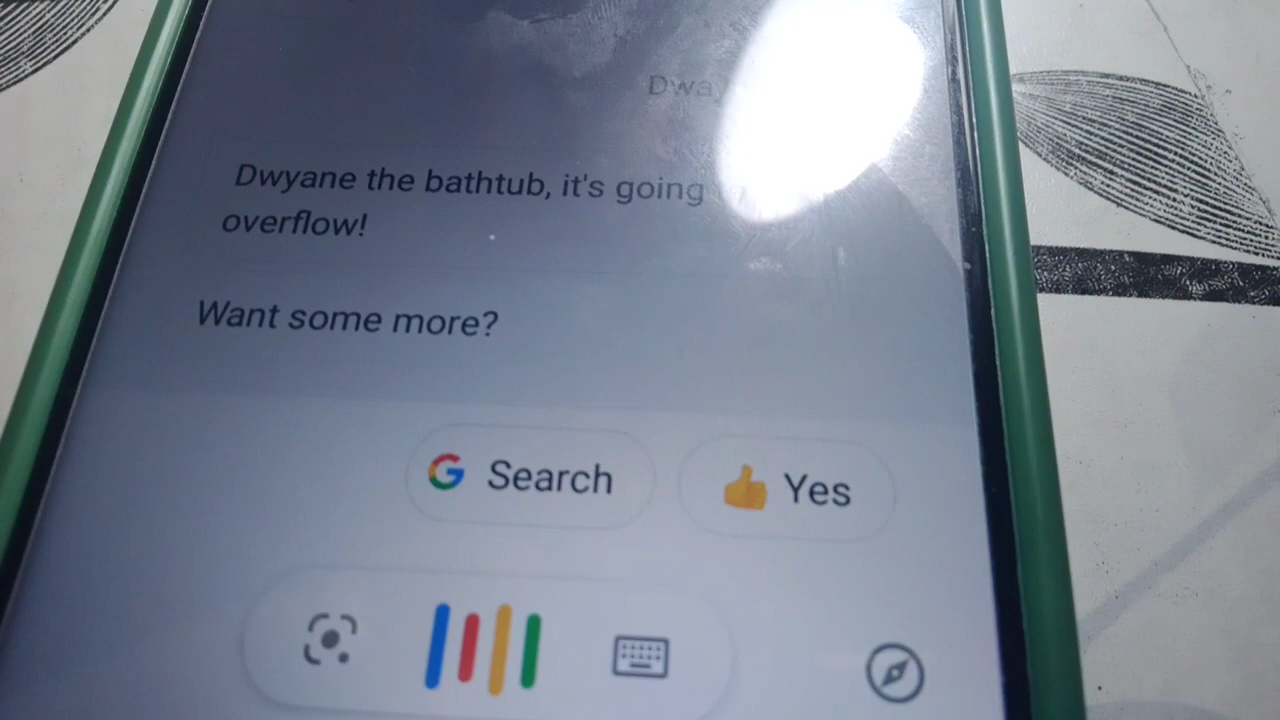 Dwa
Dwyane the bathtub, it's going
overflow!
Want some more?
Search
Yes